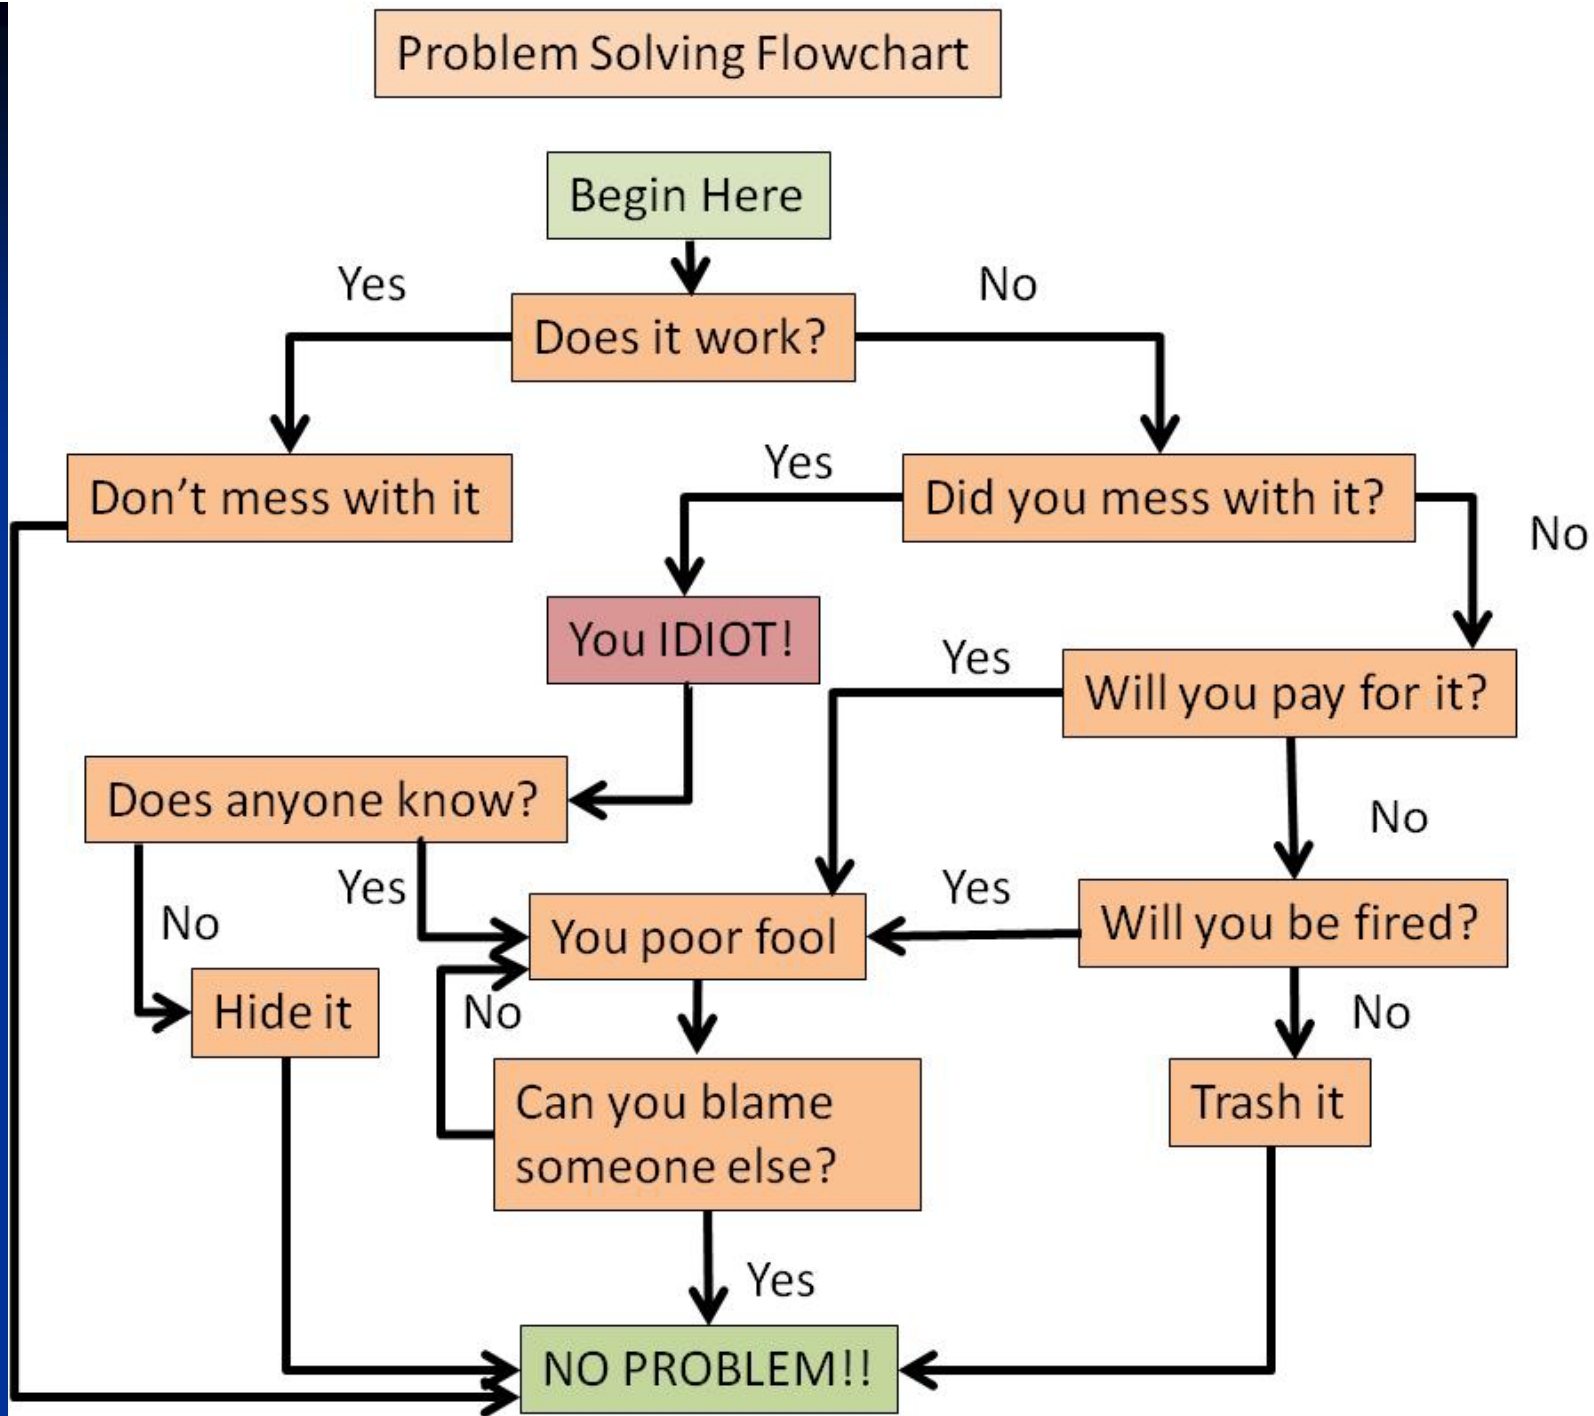 Problem Solving Flowchart
Begin Here
Yes
No
Does it work?
Don't mess with it
Yes
Did you mess with it?
No
You IDIOT!
Yes
Will you pay for it?
Does anyone know?
No
Yes
Yes
No
You poor fool
Will you be fired?
Hide it
No
No
Can you blame
someone else?
Trash it
Yes
NO PROBLEM!!